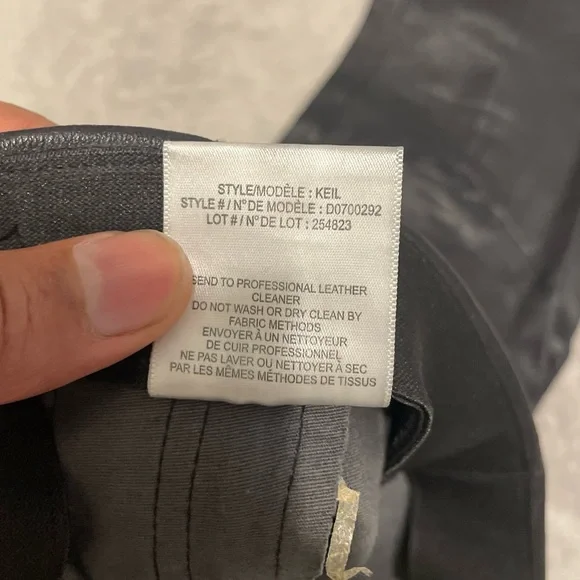 STYLE/MODÈLE : KEIL
STYLE # / N° DE MODÈLE : D0700292
LOT # / N° DE LOT : 254823
SEND TO PROFESSIONAL LEATHER
CLEANER
DO NOT WASH OR DRY CLEAN BY
FABRIC METHODS
ENVOYER À UN NETTOYEUR
DE CUIR PROFESSIONNEL
NE PAS LAVER OU NETTOYER À SEC
PAR LES MÊMES MÉTHODES DE TISSUS